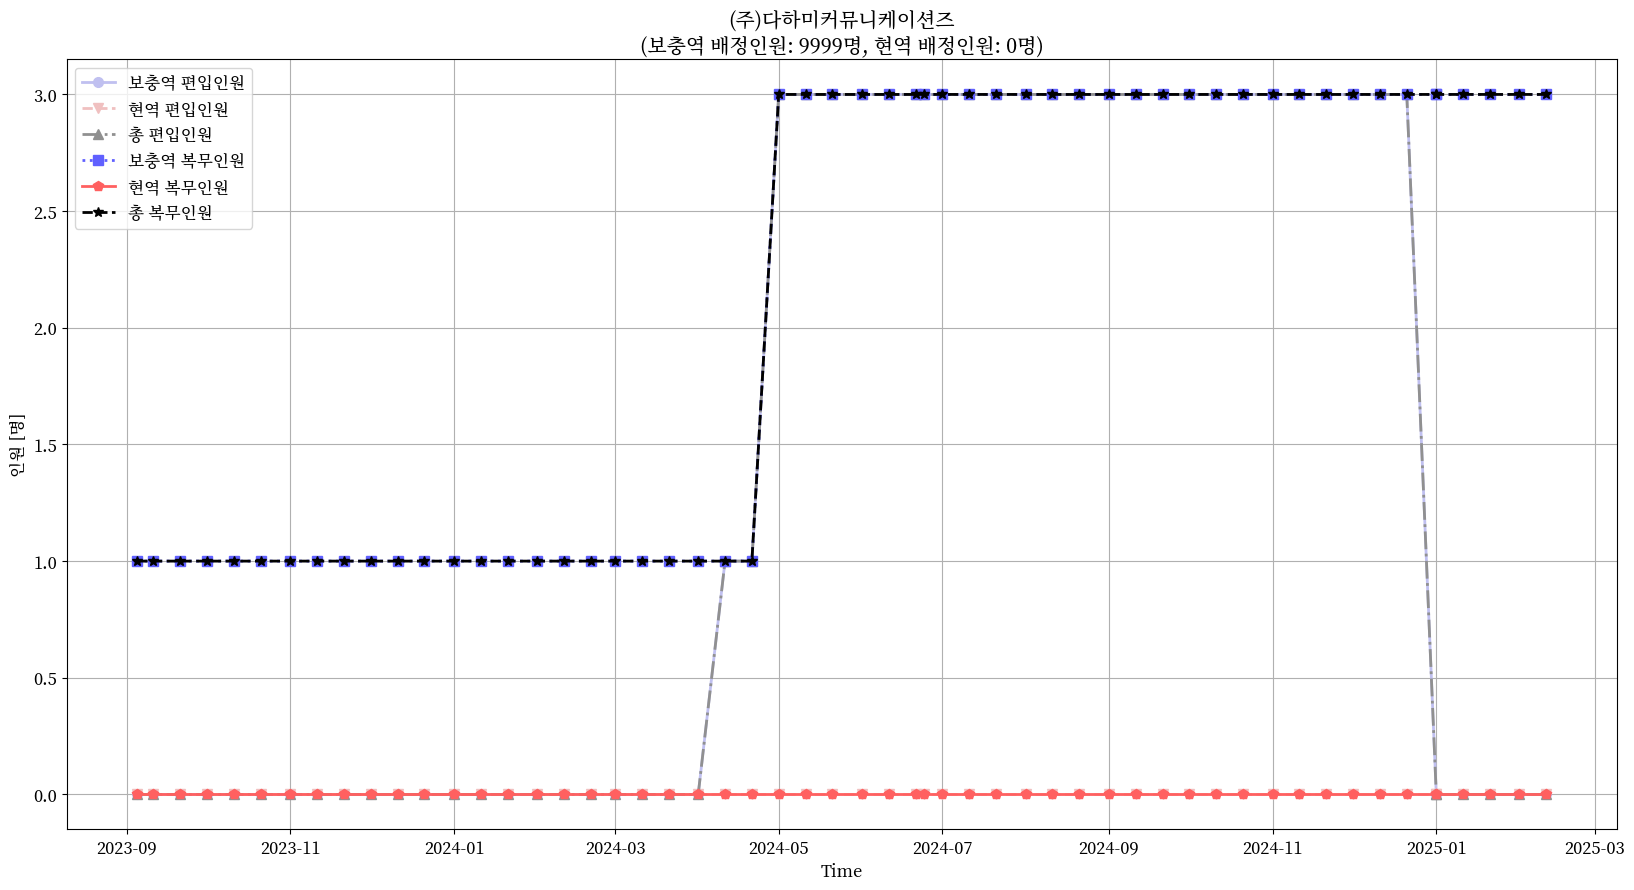 (주)다하미커뮤니케이션즈
(보충역 배정인원: 9999명, 현역 배정인원: 0명)
보충역 편입인원
현역 편입인원
총 편입인원
보충역 복무인원
현역 복무인원
총 복무인원
인원 [명]
3.0
2.5
2.0
1.5
1.0
0.5
0.0
2023-09 2023-11 2024-01 2024-03 2024-05 2024-07 2024-09 2024-11 2025-01 2025-03
Time